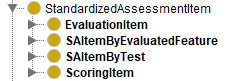 StandardizedAssessmentItem
EvaluationItem
SAItemByEvaluatedFeature
SAItemByTest
ScoringItem